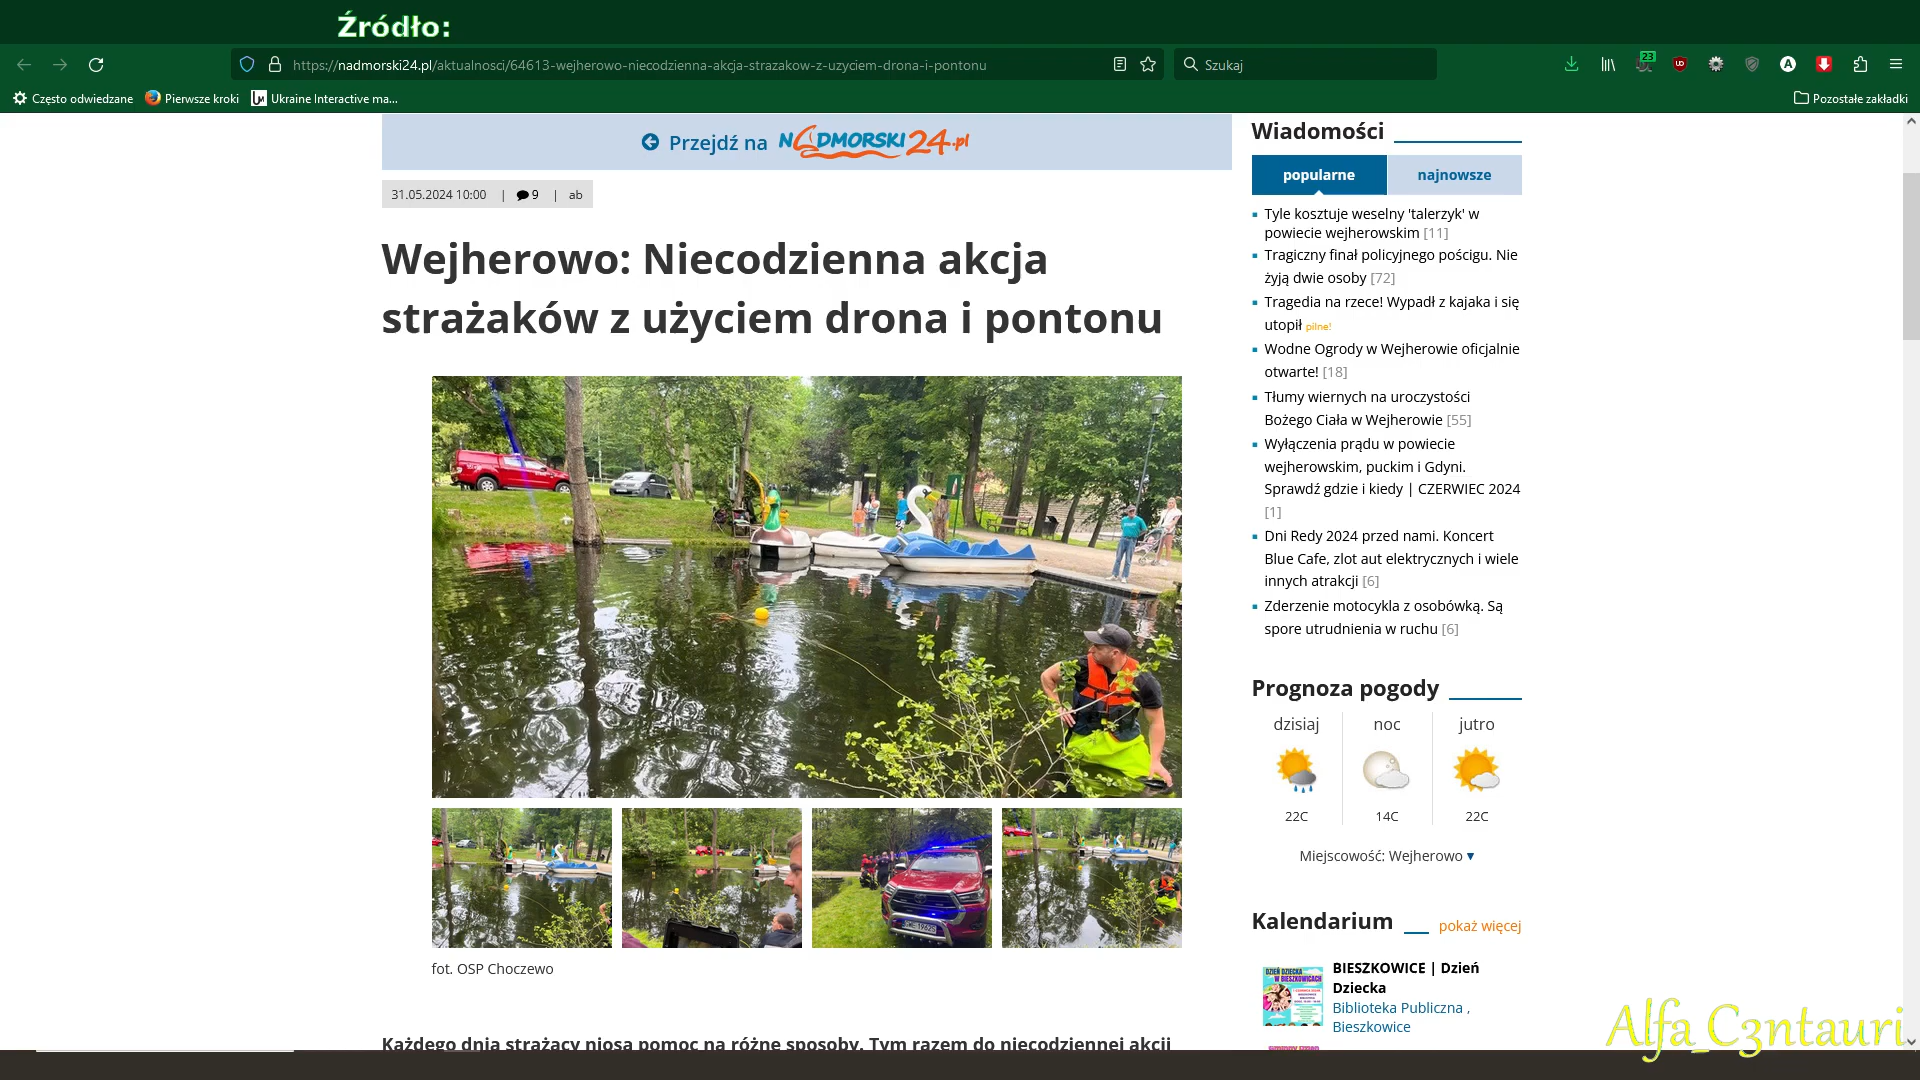 Źródło:
https://nadmorski24.pl/aktualnosci/64613-wejherowo-niecodzienna-akcja-strazakow-z-uzyciem-drona-i-pontonu
Szukaj
23
Często odwiedzane
Pierwsze kroki
Ukraine Interactive ma...
Pozostałe zakładki
Przejdź na NADMORSKI24.pl
31.05.2024 10:00 | 9 | ab
Wejherowo: Niecodzienna akcja
strażaków z użyciem drona i pontonu
fot. OSP Choczewo
Każdego dnia strażacy niosą pomoc na różne sposoby. Tym razem do niecodziennej akcji
Wiadomości
popularne
najnowsze
Tyle kosztuje weselny 'talerzyk' w
powiecie wejherowskim [11]
Tragiczny finał policyjnego pościgu. Nie
żyją dwie osoby [72]
Tragedia na rzece! Wypadł z kajaka i się
utopił pilne!
Wodne Ogrody w Wejherowie oficjalnie
otwarte! [18]
Tłumy wiernych na uroczystości
Bożego Ciała w Wejherowie [55]
Wyłączenia prądu w powiecie
wejherowskim, puckim i Gdyni.
Sprawdź gdzie i kiedy | CZERWIEC 2024
[1]
Dni Redy 2024 przed nami. Koncert
Blue Cafe, zlot aut elektrycznych i wiele
innych atrakcji [6]
Zderzenie motocykla z osobówką. Są
spore utrudnienia w ruchu [6]
Prognoza pogody
dzisiaj
noc
jutro
22C
14C
22C
Miejscowość: Wejherowo
Kalendarium
pokaż więcej
DZIEŃ DZIECKA
W BIESZKOWICACH
BIESZKOWICE | Dzień
Dziecka
Biblioteka Publiczna ,
Bieszkowice
Alfa_C3ntauri